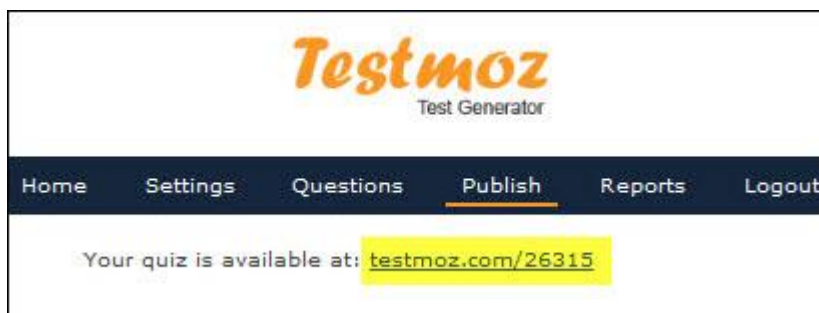 Testmoz
Test Generator
Home Settings Questions Publish Reports Logout
Your quiz is available at: testmoz.com/26315